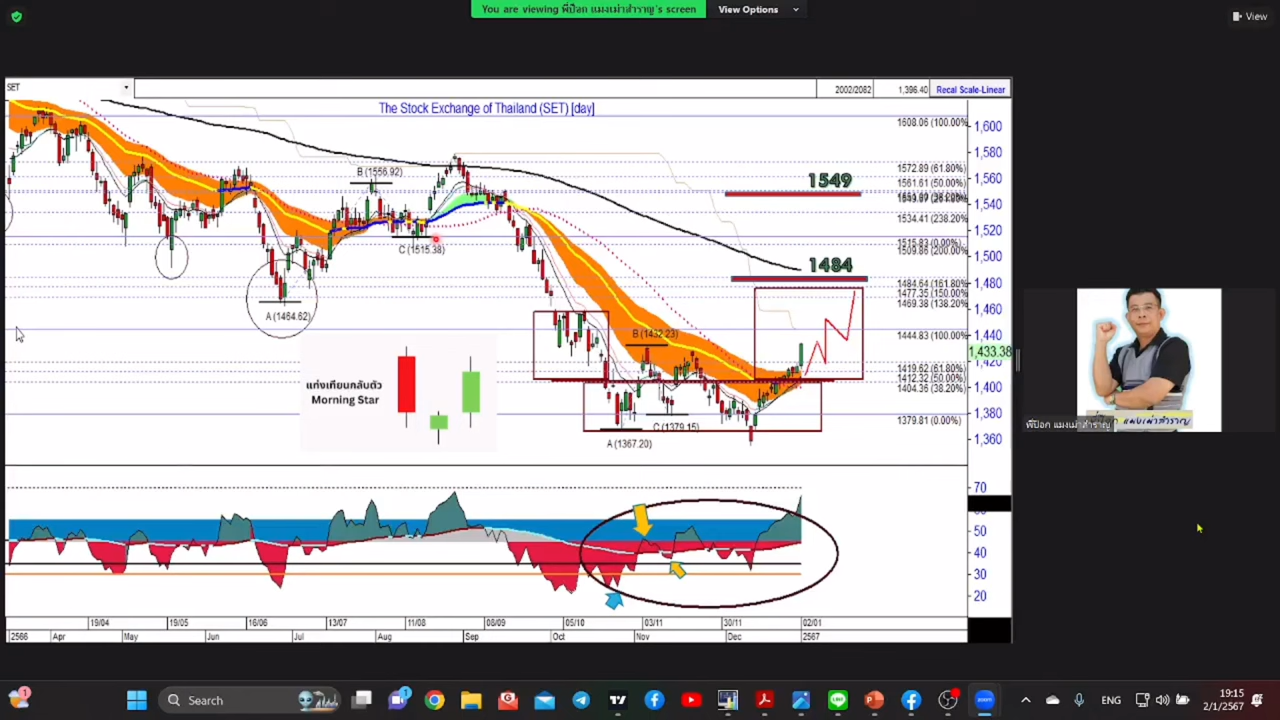 You are viewing พี่ป๊อก แมงเม่าสำราญ's screen
View Options
View
SET
2002/2082
1,396.40
Recal Scale-Linear
The Stock Exchange of Thailand (SET) [day]
1608.06 (100.00%)
1,600
1,580
1572.89 (61.80%)
1,560
1561.61 (50.00%)
1549
1,540
1534.41 (238.20%)
1,520
1515.83 (0.00%)
1509.86 (200.00%)
1,500
1484
1,480
1484.64 (161.80%)
1477.35 (150.00%)
1469.38 (138.20%)
1,460
1,440
1444.83 (100.00%)
1,433.38
1,420
1419.62 (61.80%)
1412.32 (50.00%)
1404.36 (38.20%)
1,400
1,380
1379.81 (0.00%)
1,360
B (1556.92)
C (1515.38)
A (1464.62)
B (1432.23)
C (1379.15)
A (1367.20)
แท่งเทียนกลับตัว
Morning Star
พี่ป๊อก แมงเม่าสำราญ
70
50
40
30
20
19/04
19/05
16/06
13/07
11/08
08/09
05/10
03/11
30/11
02/01
2566
Apr
May
Jun
Jul
Aug
Sep
Oct
Nov
Dec
2567
1
Search
1
ENG
19:15
2/1/2567
zoom